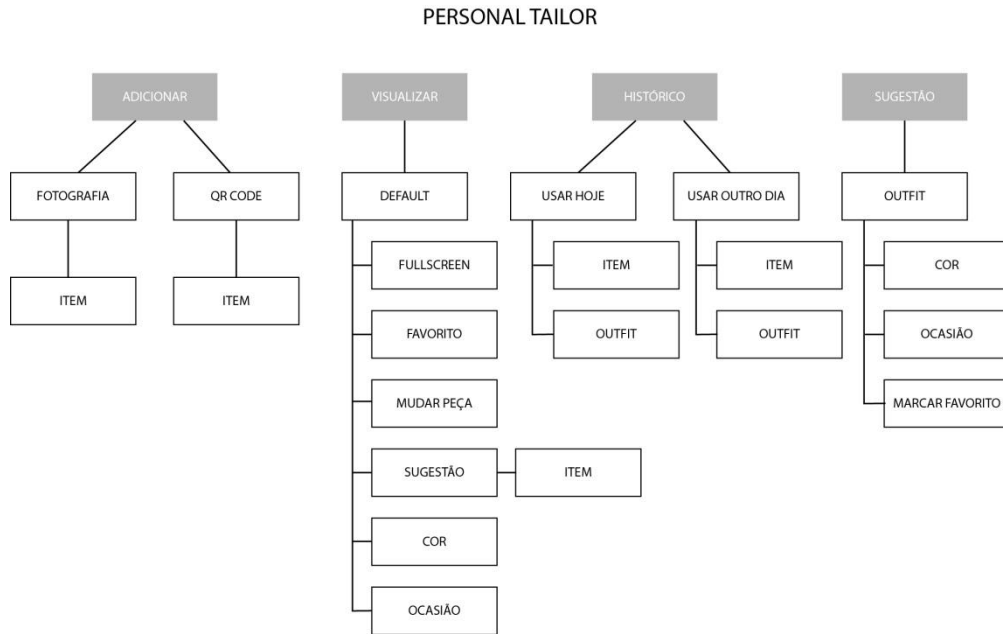 PERSONAL TAILOR
ADICIONAR
VISUALIZAR
HISTÓRICO
SUGESTÃO
FOTOGRAFIA
QR CODE
DEFAULT
USAR HOJE
USAR OUTRO DIA
OUTFIT
ITEM
ITEM
FULLSCREEN
FAVORITO
MUDAR PEÇA
SUGESTÃO
ITEM
COR
OCASIÃO
ITEM
OUTFIT
ITEM
OUTFIT
COR
OCASIÃO
MARCAR FAVORITO